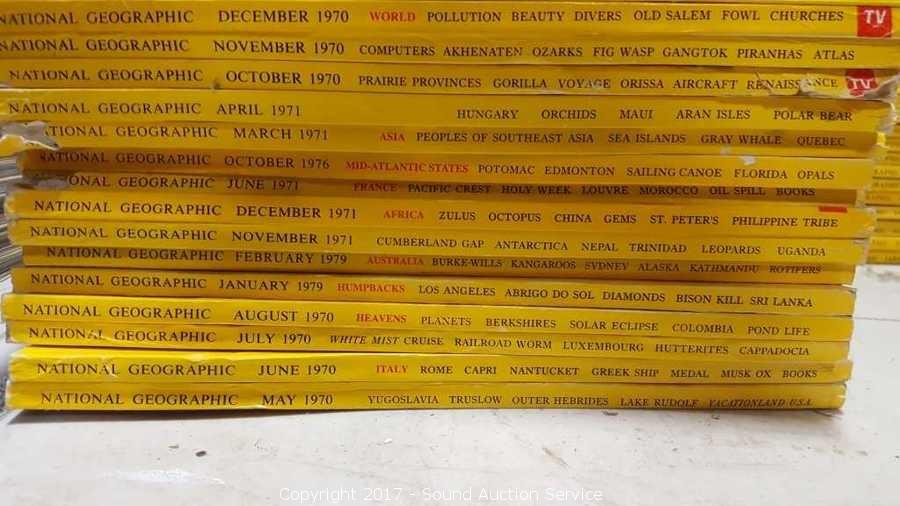 NATIONAL GEOGRAPHIC DECEMBER 1970 WORLD POLLUTION BEAUTY DIVERS OLD SALEM FOWL CHURCHES TV
NATIONAL GEOGRAPHIC NOVEMBER 1970 COMPUTERS AKHENATEN OZARKS FIG WASP GANGTOK PIRANHAS ATLAS
NATIONAL GEOGRAPHIC OCTOBER 1970 PRAIRIE PROVINCES GORILLA VOYAGE ORISSA AIRCRAFT RENAISSANCE TV
NATIONAL GEOGRAPHIC APRIL 1971 HUNGARY ORCHIDS MAUI ARAN ISLES POLAR BEAR
NATIONAL GEOGRAPHIC MARCH 1971 ASIA PEOPLES OF SOUTHEAST ASIA SEA ISLANDS GRAY WHALE QUEBEC
NATIONAL GEOGRAPHIC OCTOBER 1976 MID-ATLANTIC STATES POTOMAC EDMONTON SAILING CANOE FLORIDA OPALS
NATIONAL GEOGRAPHIC JUNE 1971 FRANCE PACIFIC CREST HOLY WEEK LOUVRE MOROCCO OIL SPILL BOOKS
NATIONAL GEOGRAPHIC DECEMBER 1971 AFRICA ZULUS OCTOPUS CHINA GEMS ST. PETER'S PHILIPPINE TRIBE
NATIONAL GEOGRAPHIC NOVEMBER 1971 CUMBERLAND GAP ANTARCTICA NEPAL TRINIDAD LEOPARDS UGANDA
NATIONAL GEOGRAPHIC FEBRUARY 1979 AUSTRALIA BURKE-WILLS KANGAROOS SYDNEY ALASKA KATHMANDU ROTIFERS
NATIONAL GEOGRAPHIC JANUARY 1979 HUMPBACKS LOS ANGELES ABRIGO DO SOL DIAMONDS BISON KILL SRI LANKA
NATIONAL GEOGRAPHIC AUGUST 1970 HEAVENS PLANETS BERKSHIRES SOLAR ECLIPSE COLOMBIA POND LIFE
NATIONAL GEOGRAPHIC JULY 1970 WHITE MIST CRUISE RAILROAD WORM LUXEMBOURG HUTTERITES CAPPADOCIA
NATIONAL GEOGRAPHIC JUNE 1970 ITALY ROME CAPRI NANTUCKET GREEK SHIP MEDAL MUSK OX BOOKS
NATIONAL GEOGRAPHIC MAY 1970 YUGOSLAVIA TRUSLOW OUTER HEBRIDES LAKE RUDOLF VACATIONLAND U.S.A.
Copyright 2017 - Sound Auction Service